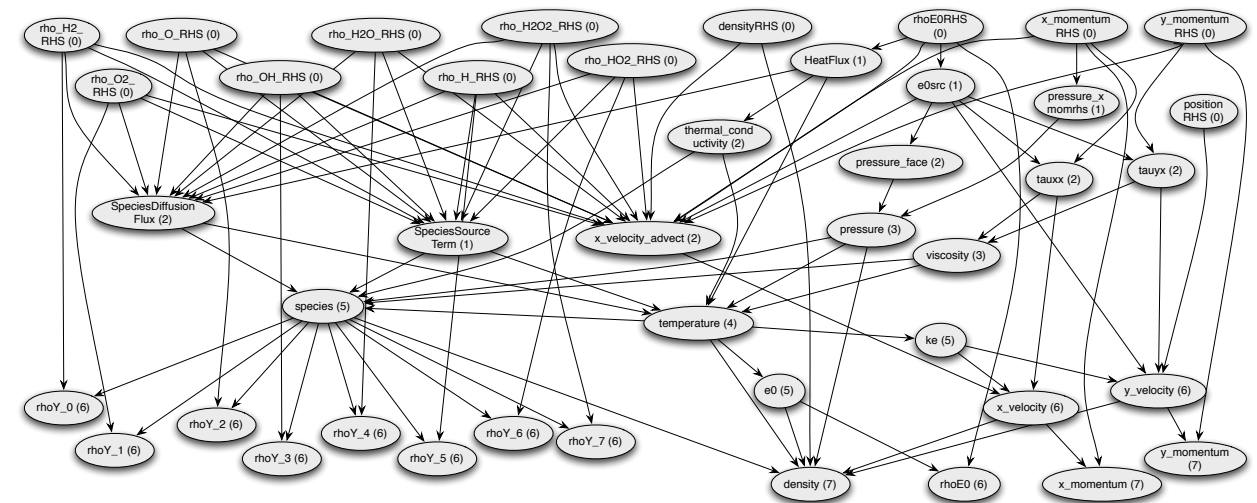 rho_H2_
RHS (0)
rho_O_RHS (0)
rho_H2O_RHS (0)
rho_H2O2_RHS (0)
densityRHS (0)
rhoE0RHS
(0)
x_momentum
RHS (0)
y_momentum
RHS (0)
rho_O2_
RHS (0)
rho_OH_RHS (0)
rho_H_RHS (0)
rho_HO2_RHS (0)
HeatFlux (1)
e0src (1)
pressure_x
momrhs (1)
position
RHS (0)
thermal_cond
uctivity (2)
pressure_face (2)
tauxx (2)
tauyx (2)
SpeciesDiffusion
Flux (2)
SpeciesSource
Term (1)
x_velocity_advect (2)
pressure (3)
viscosity (3)
species (5)
temperature (4)
ke (5)
e0 (5)
x_velocity (6)
y_velocity (6)
rhoY_0 (6)
rhoY_1 (6)
rhoY_2 (6)
rhoY_3 (6)
rhoY_4 (6)
rhoY_5 (6)
rhoY_6 (6)
rhoY_7 (6)
density (7)
rhoE0 (6)
x_momentum (7)
y_momentum
(7)